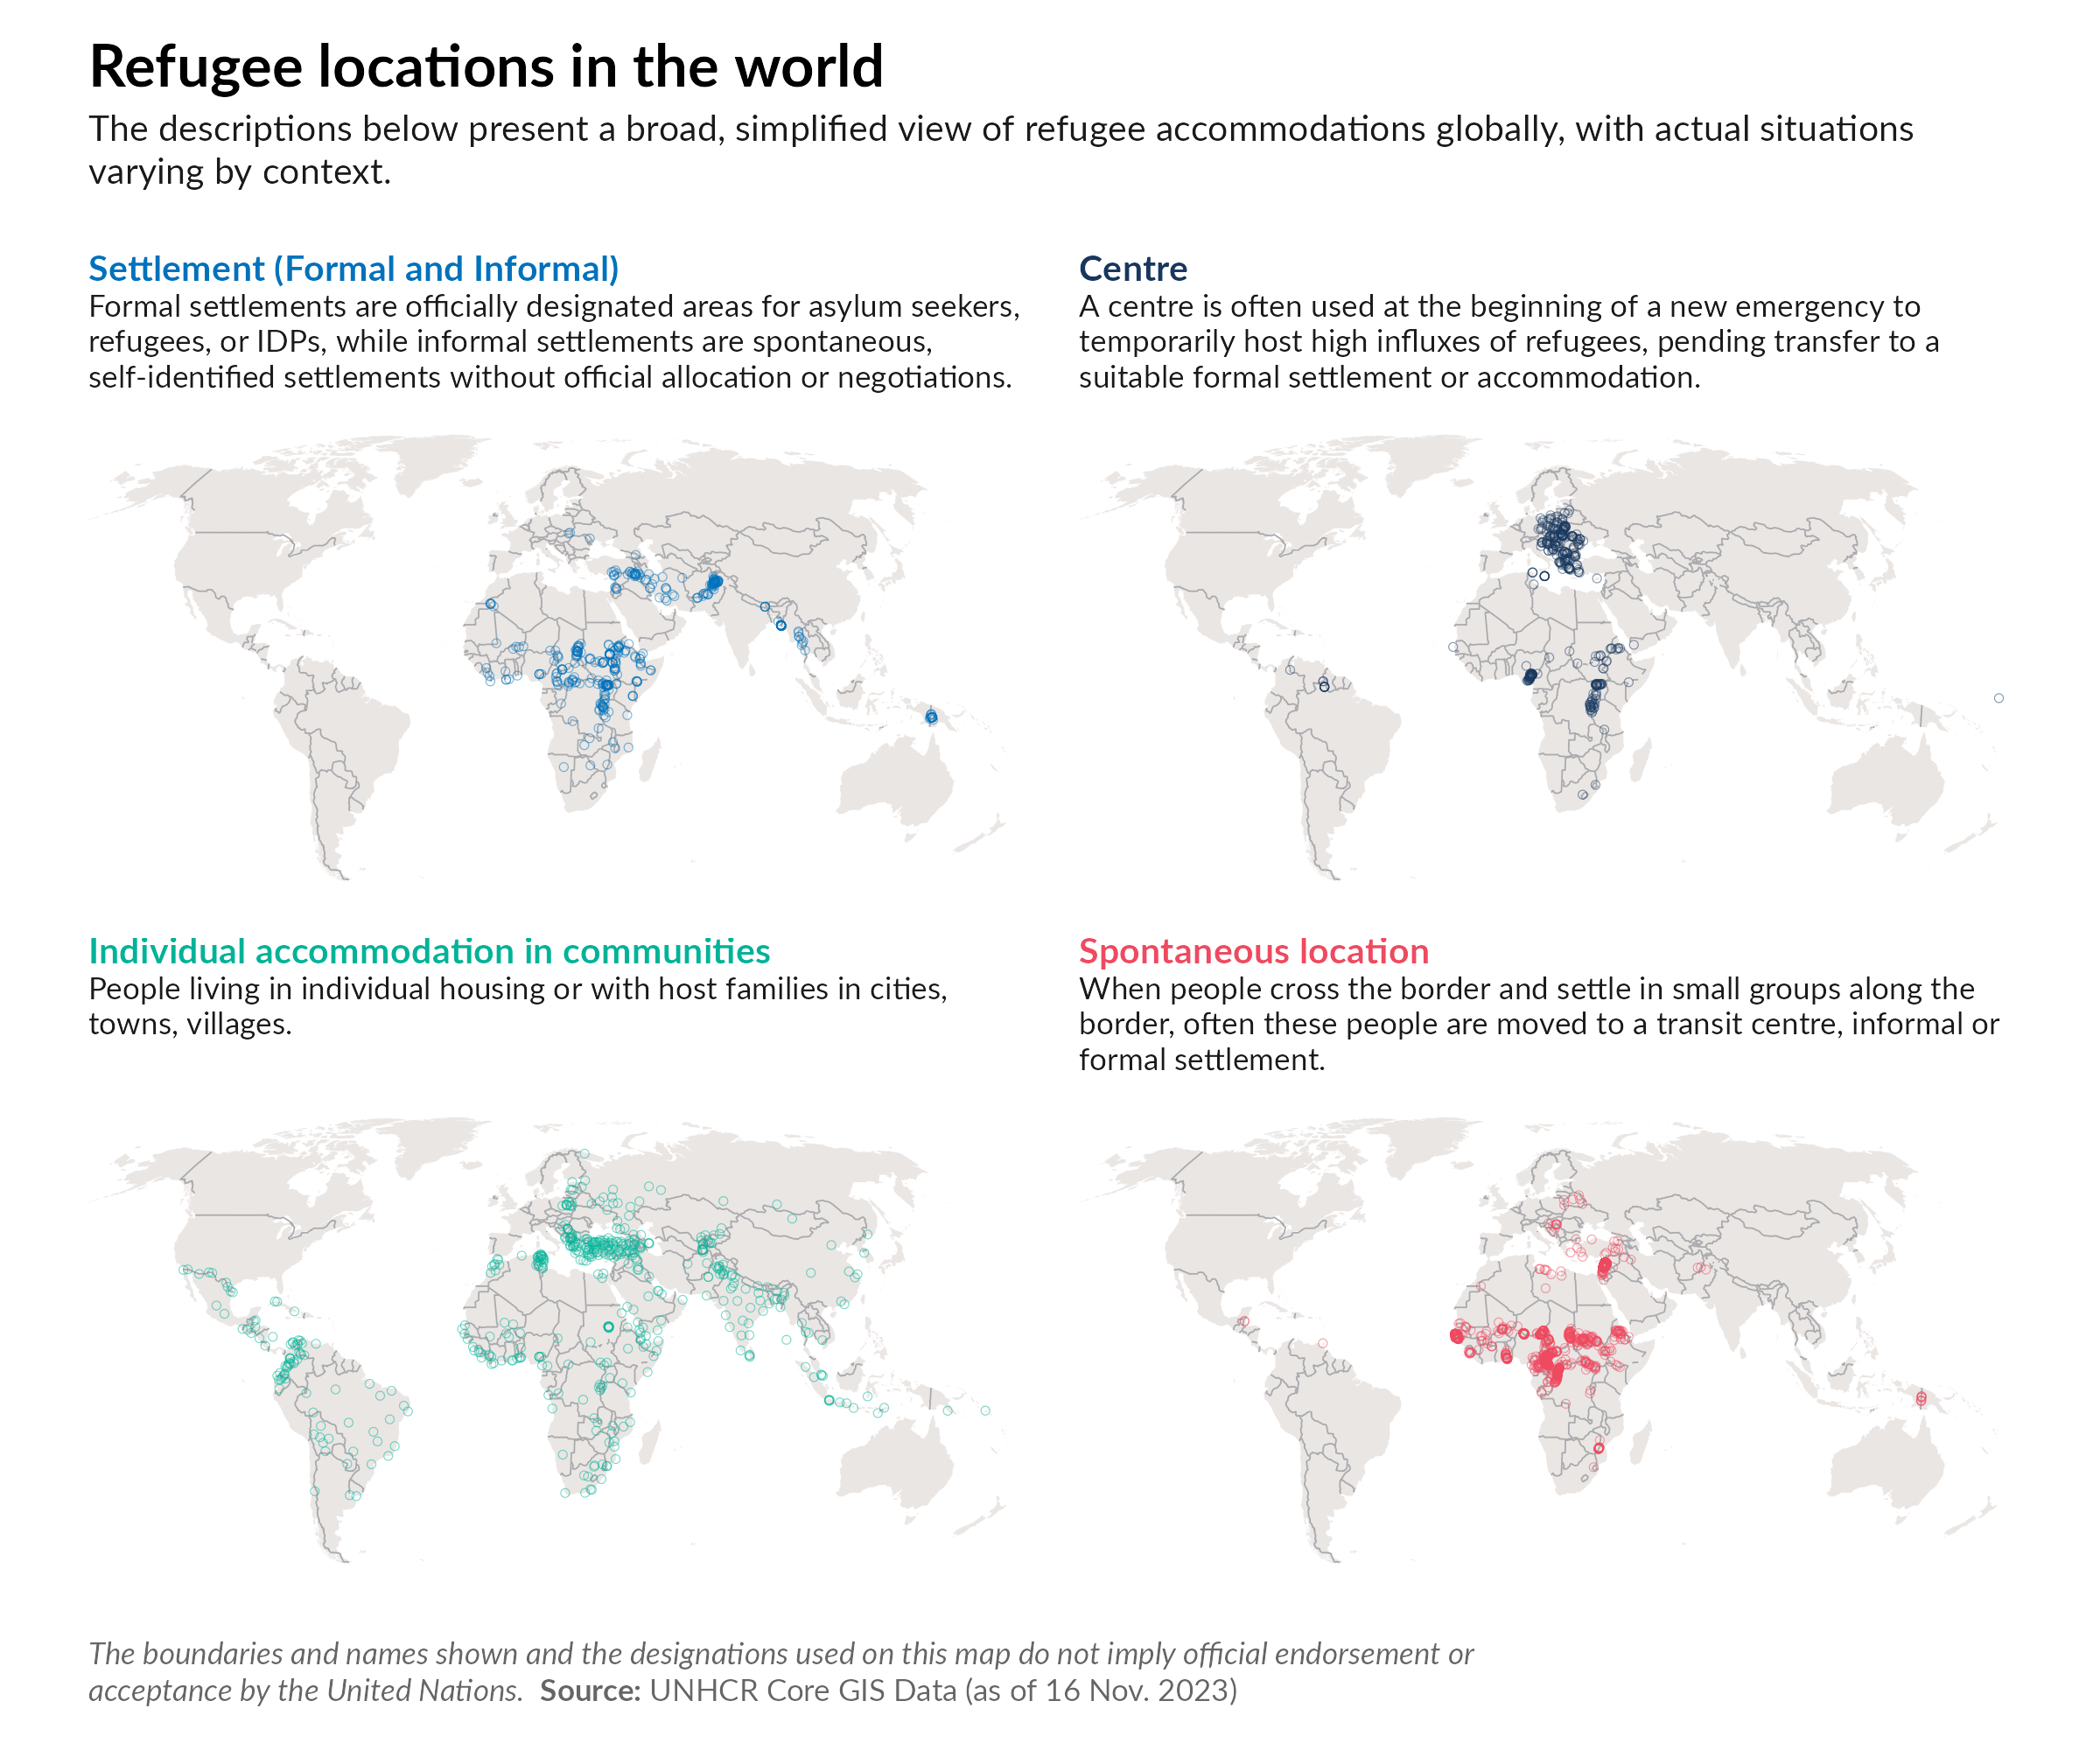 Refugee locations in the world
The descriptions below present a broad, simplified view of refugee accommodations globally, with actual situations
varying by context.
Settlement (Formal and Informal)
Formal settlements are officially designated areas for asylum seekers,
refugees, or IDPs, while informal settlements are spontaneous,
self-identified settlements without official allocation or negotiations.
Centre
A centre is often used at the beginning of a new emergency to
temporarily host high influxes of refugees, pending transfer to a
suitable formal settlement or accommodation.
Individual accommodation in communities
People living in individual housing or with host families in cities,
towns, villages.
Spontaneous location
When people cross the border and settle in small groups along the
border, often these people are moved to a transit centre, informal or
formal settlement.
The boundaries and names shown and the designations used on this map do not imply official endorsement or
acceptance by the United Nations. Source: UNHCR Core GIS Data (as of 16 Nov. 2023)